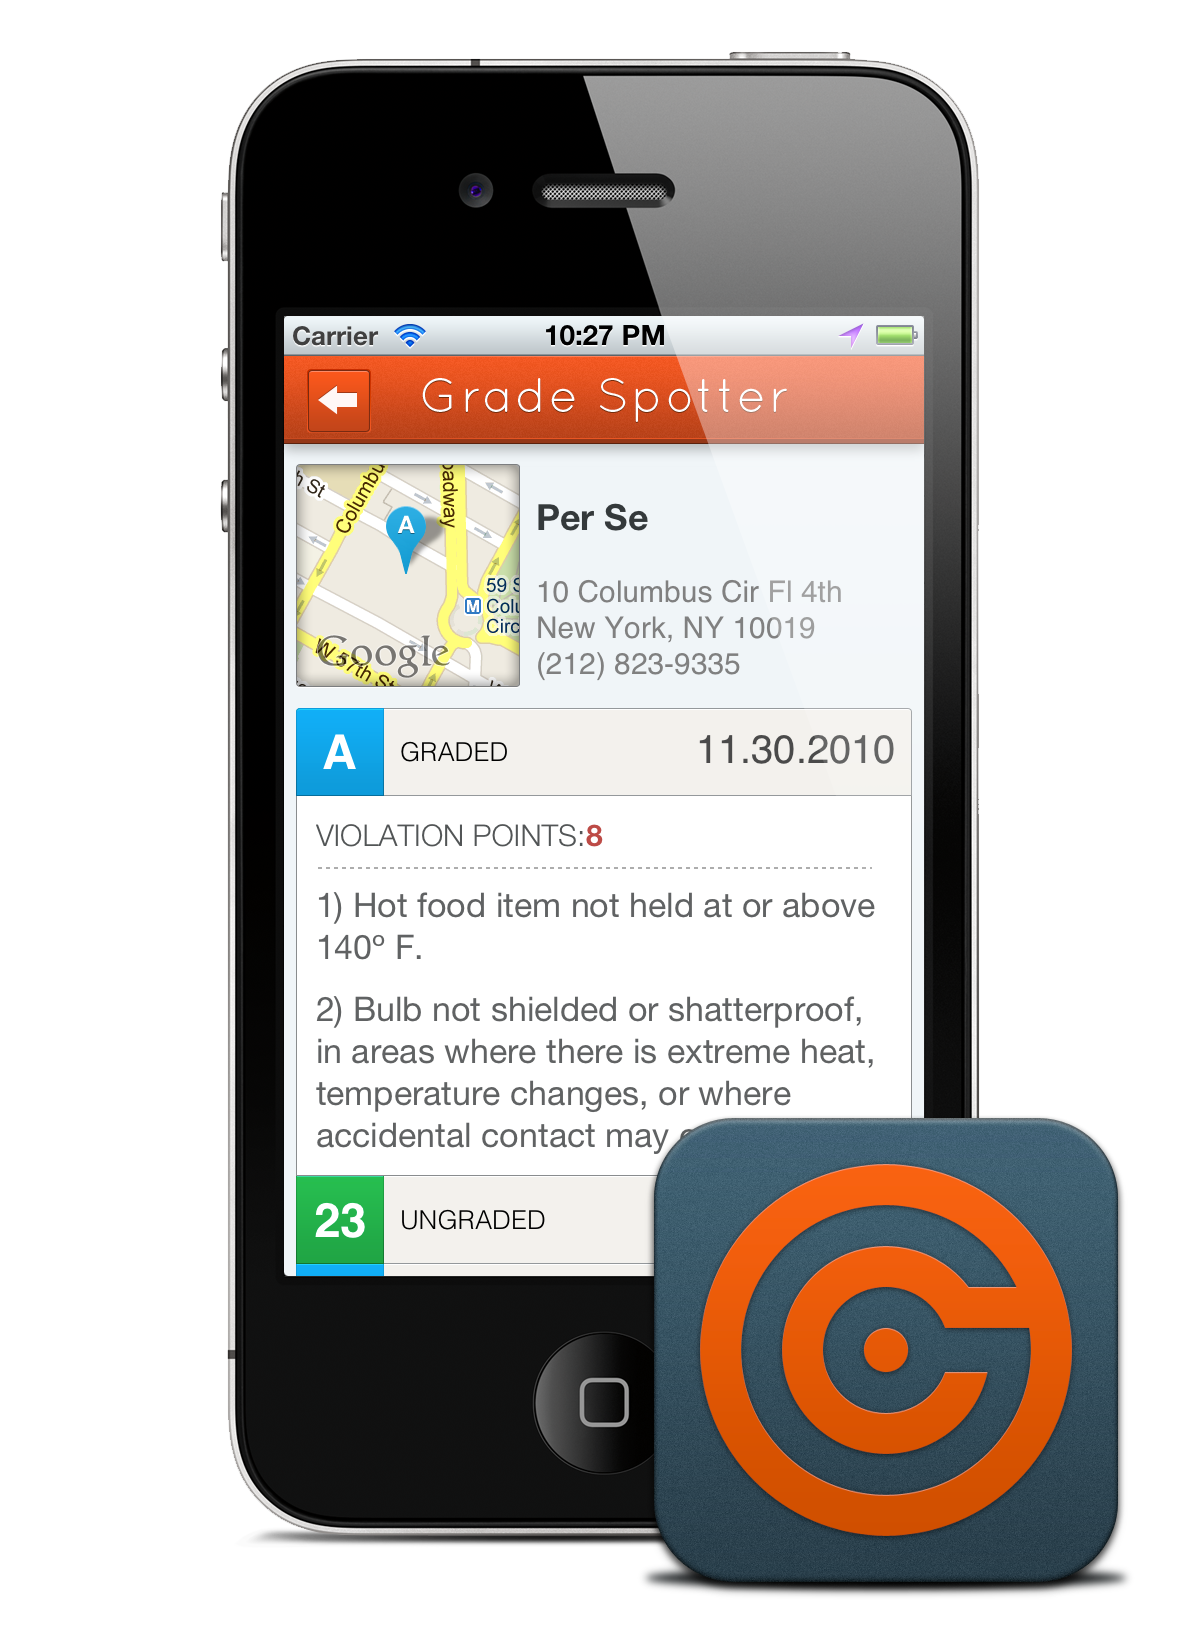 Carrier 10:27 PM
Grade Spotter
Columbu
adway
A
59 S
M Colu
Circ
W 57th St
Google
Per Se
10 Columbus Cir Fl 4th
New York, NY 10019
(212) 823-9335
A GRADED 11.30.2010
VIOLATION POINTS:8
1) Hot food item not held at or above
140º F.
2) Bulb not shielded or shatterproof,
in areas where there is extreme heat,
temperature changes, or where
accidental contact may
23 UNGRADED